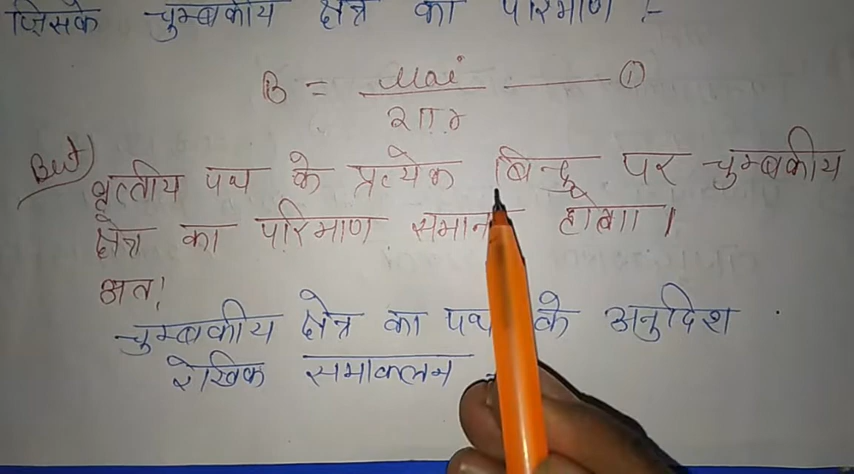 जिसके चुम्बकीय क्षेत्र का परिमाण :-
B = μ₀i / 2πr ——— ①
But वृत्तीय पथ के प्रत्येक बिन्दु पर चुम्बकीय
क्षेत्र का परिमाण समान होगा।
अतः
चुम्बकीय क्षेत्र का पथ के अनुदिश
रेखिक समाकलन